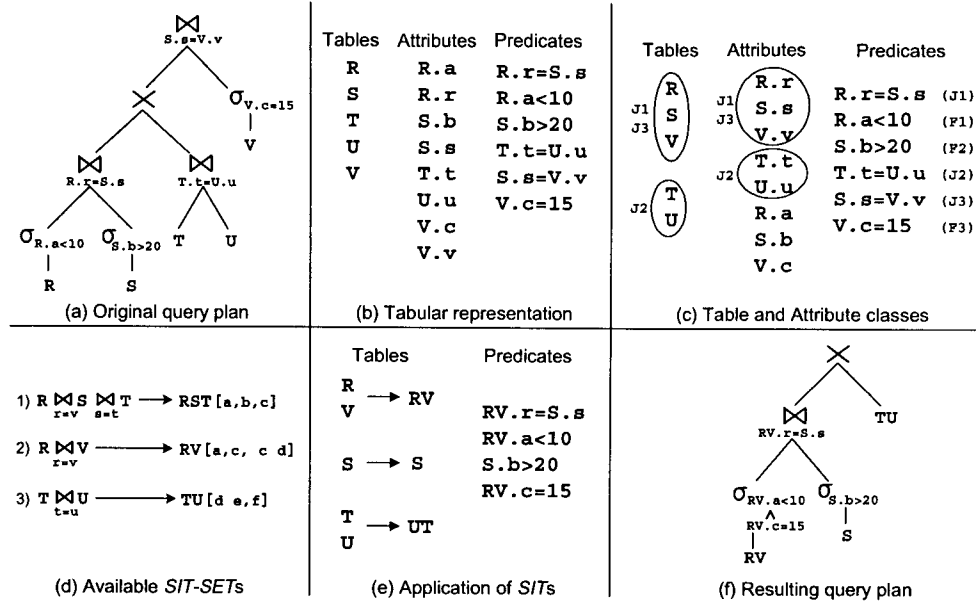 ⋈
S.s=V.v
×
σV.c=15
V
⋈
R.r=S.s
⋈
T.t=U.u
σR.a<10
σS.b>20
T
U
R
S
(a) Original query plan
Tables Attributes Predicates
R R.a R.r=S.s
S R.r R.a<10
T S.b S.b>20
U S.s T.t=U.u
V T.t S.s=V.v
U.u V.c=15
V.c
V.v
(b) Tabular representation
Tables Attributes Predicates
J1
J3
R
S
V
J2
T
U
J1
J3
R.r
S.s
V.v
J2
T.t
U.u
R.a
S.b
V.c
R.r=S.s (J1)
R.a<10 (F1)
S.b>20 (F2)
T.t=U.u (J2)
S.s=V.v (J3)
V.c=15 (F3)
(c) Table and Attribute classes
1) R ⋈ S ⋈ T → RST[a,b,c]
r=v s=t
2) R ⋈ V → RV[a,c, c d]
r=v
3) T ⋈ U → TU[d e,f]
t=u
(d) Available SIT-SETs
Tables Predicates
R
V
→ RV
S → S
T
U
→ UT
RV.r=S.s
RV.a<10
S.b>20
RV.c=15
(e) Application of SITs
×
⋈
RV.r=S.s
TU
σRV.a<10
^
RV.c=15
σS.b>20
RV
S
(f) Resulting query plan